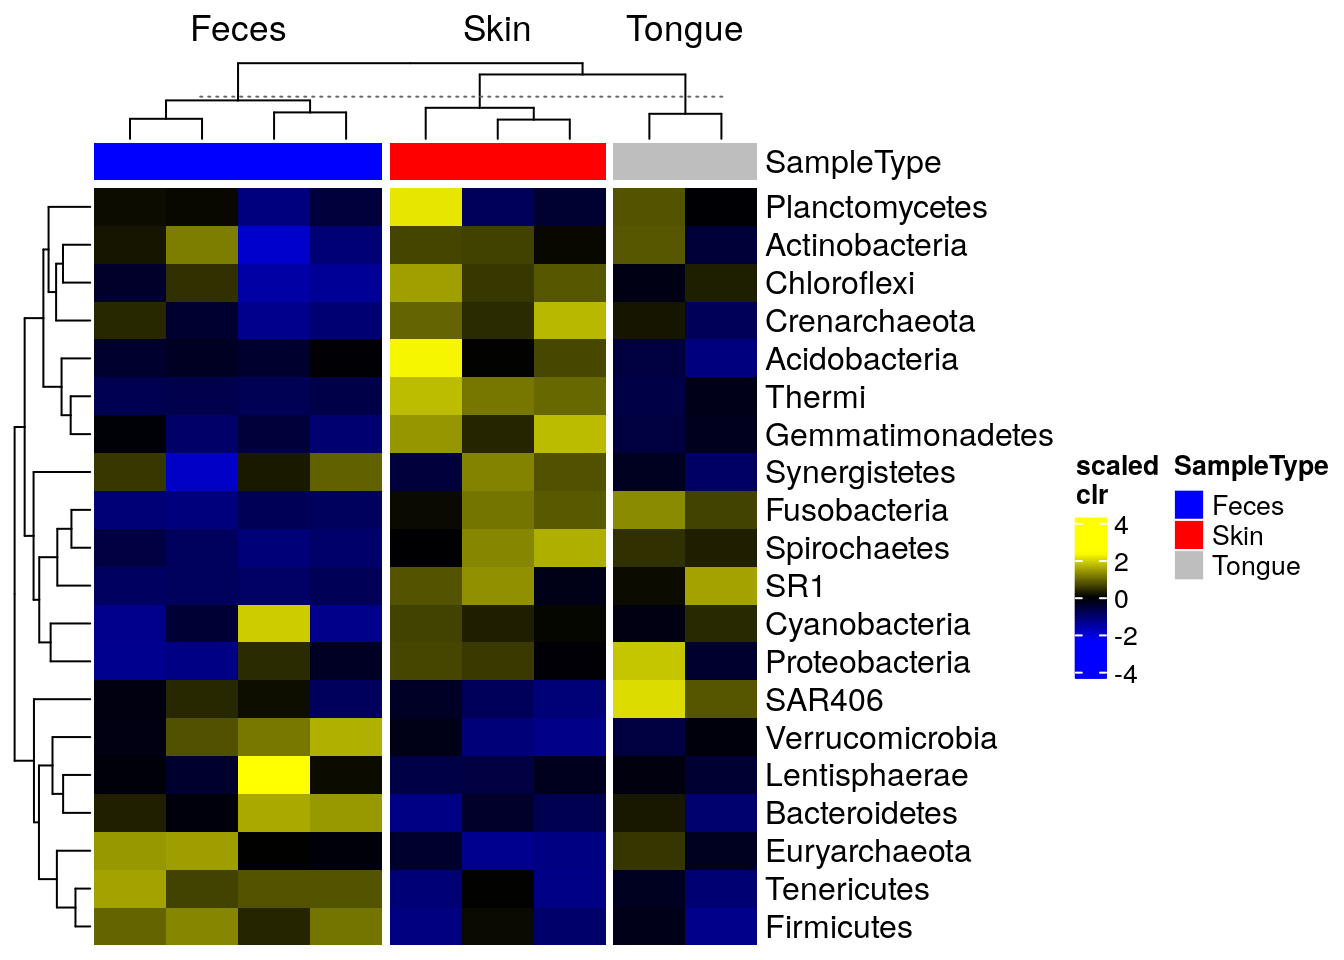 Feces Skin Tongue
SampleType
Planctomycetes
Actinobacteria
Chloroflexi
Crenarchaeota
Acidobacteria
Thermi
Gemmatimonadetes
Synergistetes
Fusobacteria
Spirochaetes
SR1
Cyanobacteria
Proteobacteria
SAR406
Verrucomicrobia
Lentisphaerae
Bacteroidetes
Euryarchaeota
Tenericutes
Firmicutes
scaled
clr
4
2
0
-2
-4
SampleType
Feces
Skin
Tongue